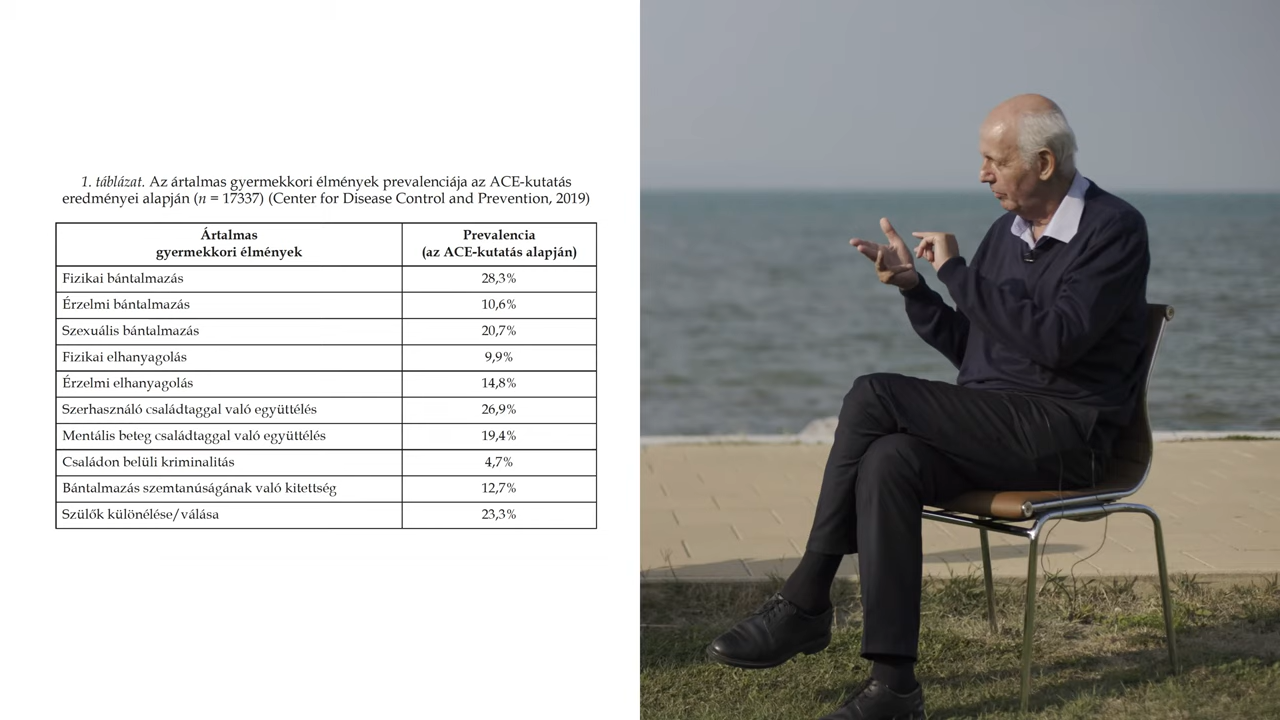 1. táblázat. Az ártalmas gyermekkori élmények prevalenciája az ACE-kutatás
eredményei alapján (n = 17337) (Center for Disease Control and Prevention, 2019)
Ártalmas
gyermekkori élmények
Prevalencia
(az ACE-kutatás alapján)
Fizikai bántalmazás 28,3%
Érzelmi bántalmazás 10,6%
Szexuális bántalmazás 20,7%
Fizikai elhanyagolás 9,9%
Érzelmi elhanyagolás 14,8%
Szerhasználó családtaggal való együttélés 26,9%
Mentális beteg családtaggal való együttélés 19,4%
Családon belüli kriminalitás 4,7%
Bántalmazás szemtanúságának való kitettség 12,7%
Szülők különélése/válása 23,3%